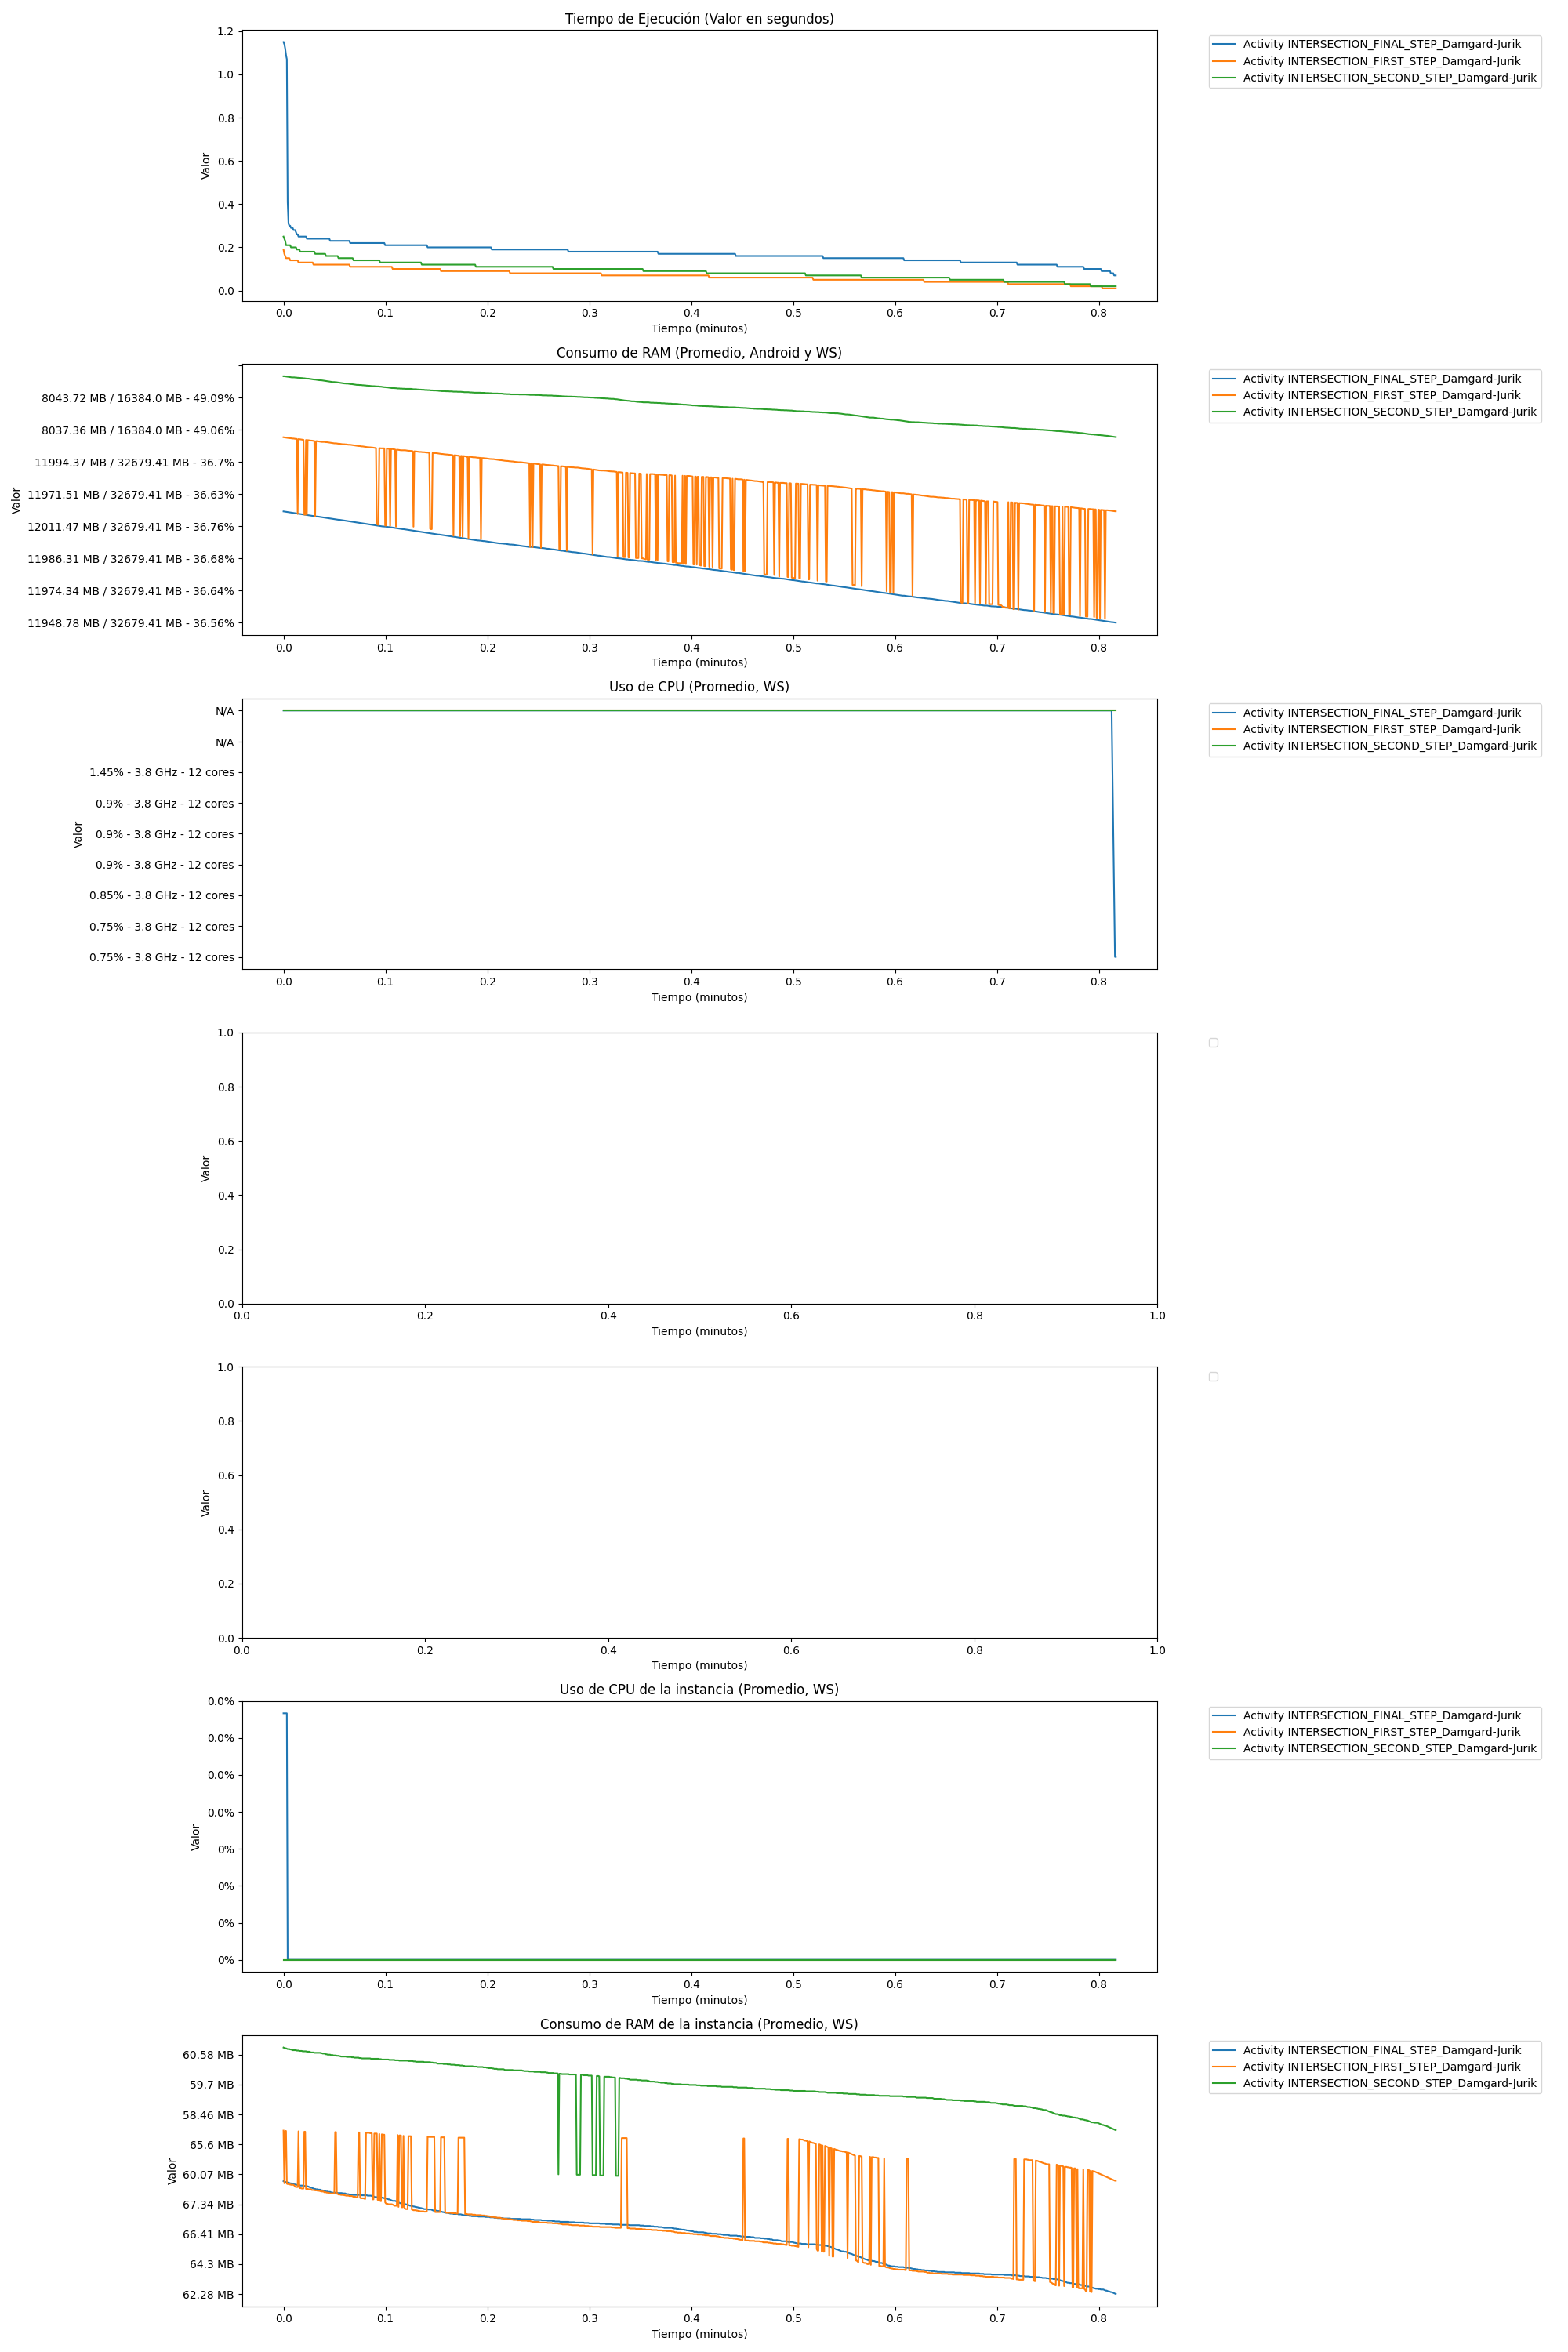 Tiempo de Ejecución (Valor en segundos)
1.2
1.0
0.8
0.6
0.4
0.2
0.0
Valor
0.0 0.1 0.2 0.3 0.4 0.5 0.6 0.7 0.8
Tiempo (minutos)
Activity INTERSECTION_FINAL_STEP_Damgard-Jurik
Activity INTERSECTION_FIRST_STEP_Damgard-Jurik
Activity INTERSECTION_SECOND_STEP_Damgard-Jurik
Consumo de RAM (Promedio, Android y WS)
8043.72 MB / 16384.0 MB - 49.09%
8037.36 MB / 16384.0 MB - 49.06%
11994.37 MB / 32679.41 MB - 36.7%
11971.51 MB / 32679.41 MB - 36.63%
12011.47 MB / 32679.41 MB - 36.76%
11986.31 MB / 32679.41 MB - 36.68%
11974.34 MB / 32679.41 MB - 36.64%
11948.78 MB / 32679.41 MB - 36.56%
Valor
0.0 0.1 0.2 0.3 0.4 0.5 0.6 0.7 0.8
Tiempo (minutos)
Activity INTERSECTION_FINAL_STEP_Damgard-Jurik
Activity INTERSECTION_FIRST_STEP_Damgard-Jurik
Activity INTERSECTION_SECOND_STEP_Damgard-Jurik
Uso de CPU (Promedio, WS)
N/A
N/A
1.45% - 3.8 GHz - 12 cores
0.9% - 3.8 GHz - 12 cores
0.9% - 3.8 GHz - 12 cores
0.9% - 3.8 GHz - 12 cores
0.85% - 3.8 GHz - 12 cores
0.75% - 3.8 GHz - 12 cores
0.75% - 3.8 GHz - 12 cores
Valor
0.0 0.1 0.2 0.3 0.4 0.5 0.6 0.7 0.8
Tiempo (minutos)
Activity INTERSECTION_FINAL_STEP_Damgard-Jurik
Activity INTERSECTION_FIRST_STEP_Damgard-Jurik
Activity INTERSECTION_SECOND_STEP_Damgard-Jurik
1.0
0.8
0.6
0.4
0.2
0.0
Valor
0.0 0.2 0.4 0.6 0.8 1.0
Tiempo (minutos)
1.0
0.8
0.6
0.4
0.2
0.0
Valor
0.0 0.2 0.4 0.6 0.8 1.0
Tiempo (minutos)
Uso de CPU de la instancia (Promedio, WS)
0.0%
0.0%
0.0%
0.0%
0%
0%
0%
0%
Valor
0.0 0.1 0.2 0.3 0.4 0.5 0.6 0.7 0.8
Tiempo (minutos)
Activity INTERSECTION_FINAL_STEP_Damgard-Jurik
Activity INTERSECTION_FIRST_STEP_Damgard-Jurik
Activity INTERSECTION_SECOND_STEP_Damgard-Jurik
Consumo de RAM de la instancia (Promedio, WS)
60.58 MB
59.7 MB
58.46 MB
65.6 MB
60.07 MB
67.34 MB
66.41 MB
64.3 MB
62.28 MB
Valor
0.0 0.1 0.2 0.3 0.4 0.5 0.6 0.7 0.8
Tiempo (minutos)
Activity INTERSECTION_FINAL_STEP_Damgard-Jurik
Activity INTERSECTION_FIRST_STEP_Damgard-Jurik
Activity INTERSECTION_SECOND_STEP_Damgard-Jurik